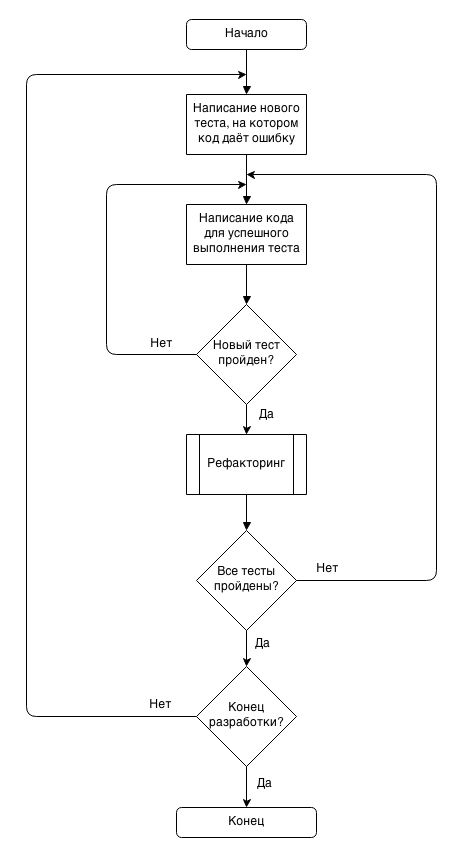 Начало
Написание нового
теста, на котором
код даёт ошибку
Написание кода
для успешного
выполнения теста
Новый тест
пройден?
Нет
Да
Рефакторинг
Все тесты
пройдены?
Нет
Да
Конец
разработки?
Нет
Да
Конец